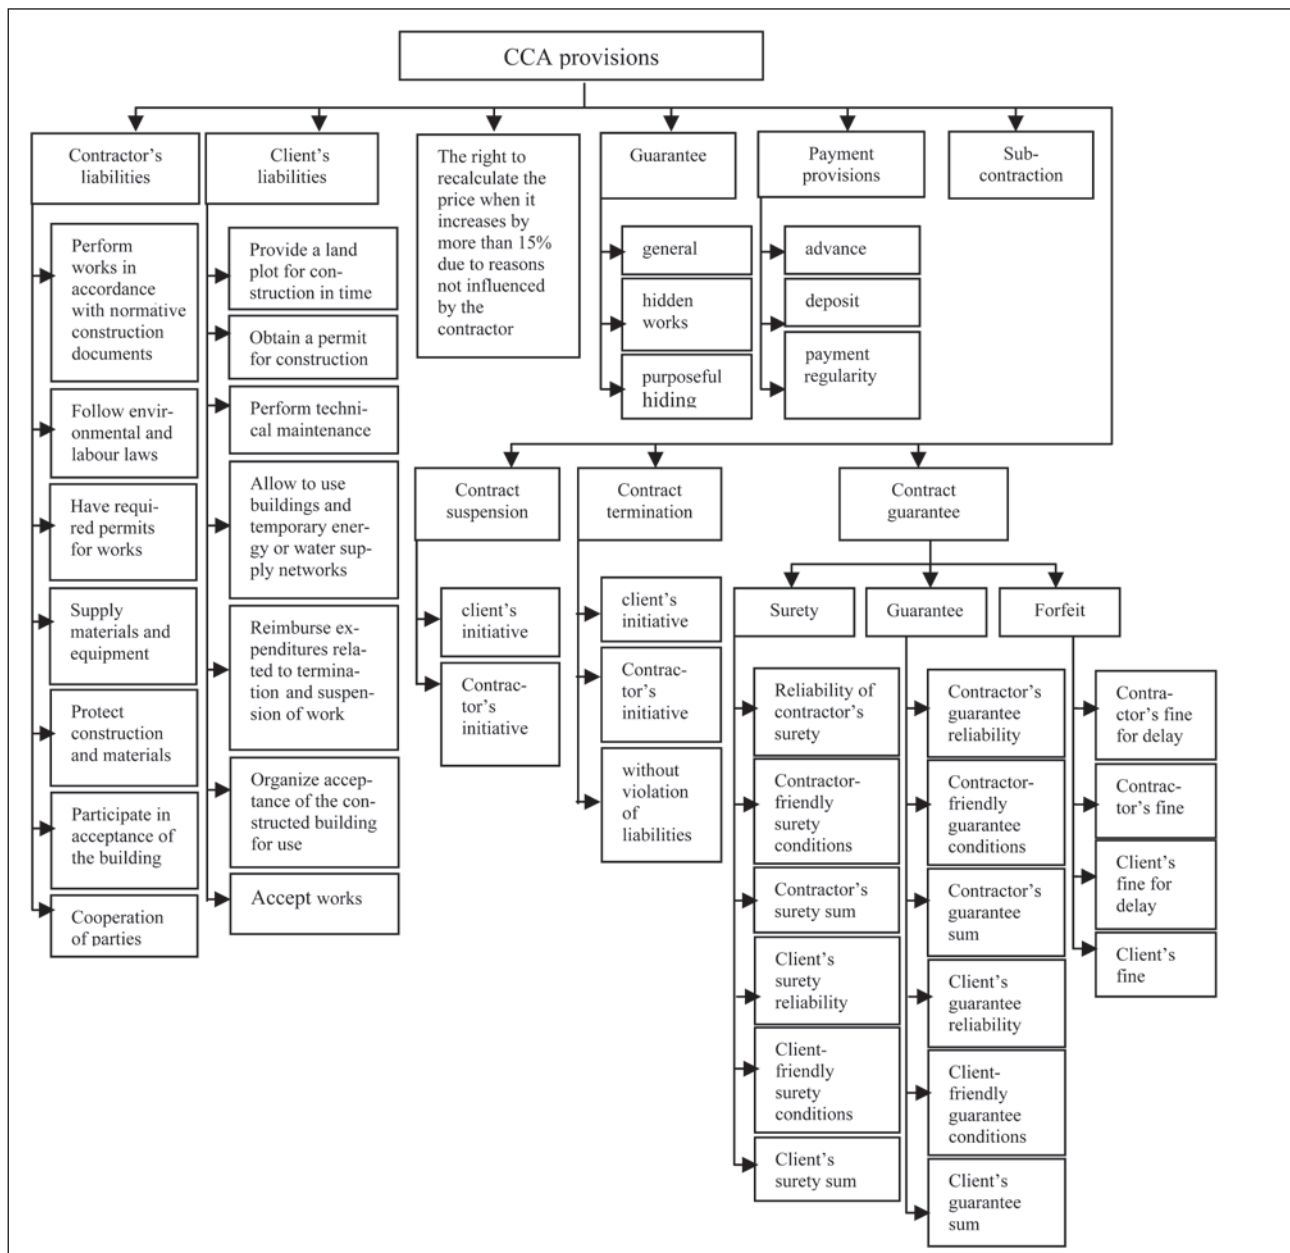 CCA provisions
Contractor’s
liabilities
Client’s
liabilities
The right to
recalculate the
price when it
increases by
more than 15%
due to reasons
not influenced
by the
contractor
Guarantee
Payment
provisions
Sub-
contraction
Perform
works in
accordance
with normative
construction
documents
Follow envir-
onmental and
labour laws
Have requi-
red permits
for works
Supply
materials and
equipment
Protect
construction
and materials
Participate in
acceptance of
the building
Cooperation
of parties
Provide a land
plot for con-
struction in time
Obtain a permit
for construction
Perform techni-
cal maintenance
Allow to use
buildings and
temporary ener-
gy or water sup-
ply networks
Reimburse ex-
penditures rela-
ted to termina-
tion and suspen-
sion of work
Organize accep-
tance of the con-
structed building
for use
Accept works
general
hidden
works
purposeful
hiding
advance
deposit
payment
regularity
Contract
suspension
Contract
termination
Contract
guarantee
client’s
initiative
Contrac-
tor’s
initiative
client’s
initiative
Contrac-
tor’s
initiative
without
violation
of
liabilities
Surety
Guarantee
Forfeit
Reliability of
contractor’s
surety
Contractor-
friendly
surety
conditions
Contractor’s
surety sum
Client’s
surety
reliability
Client-
friendly
surety
conditions
Client’s
surety sum
Contractor’s
guarantee
reliability
Contractor-
friendly
guarantee
conditions
Contractor’s
guarantee
sum
Client’s
guarantee
reliability
Client-
friendly
guarantee
conditions
Client’s
guarantee
sum
Contra-
ctor’s fine
for delay
Contrac-
tor’s fine
Client’s
fine for
delay
Client’s
fine